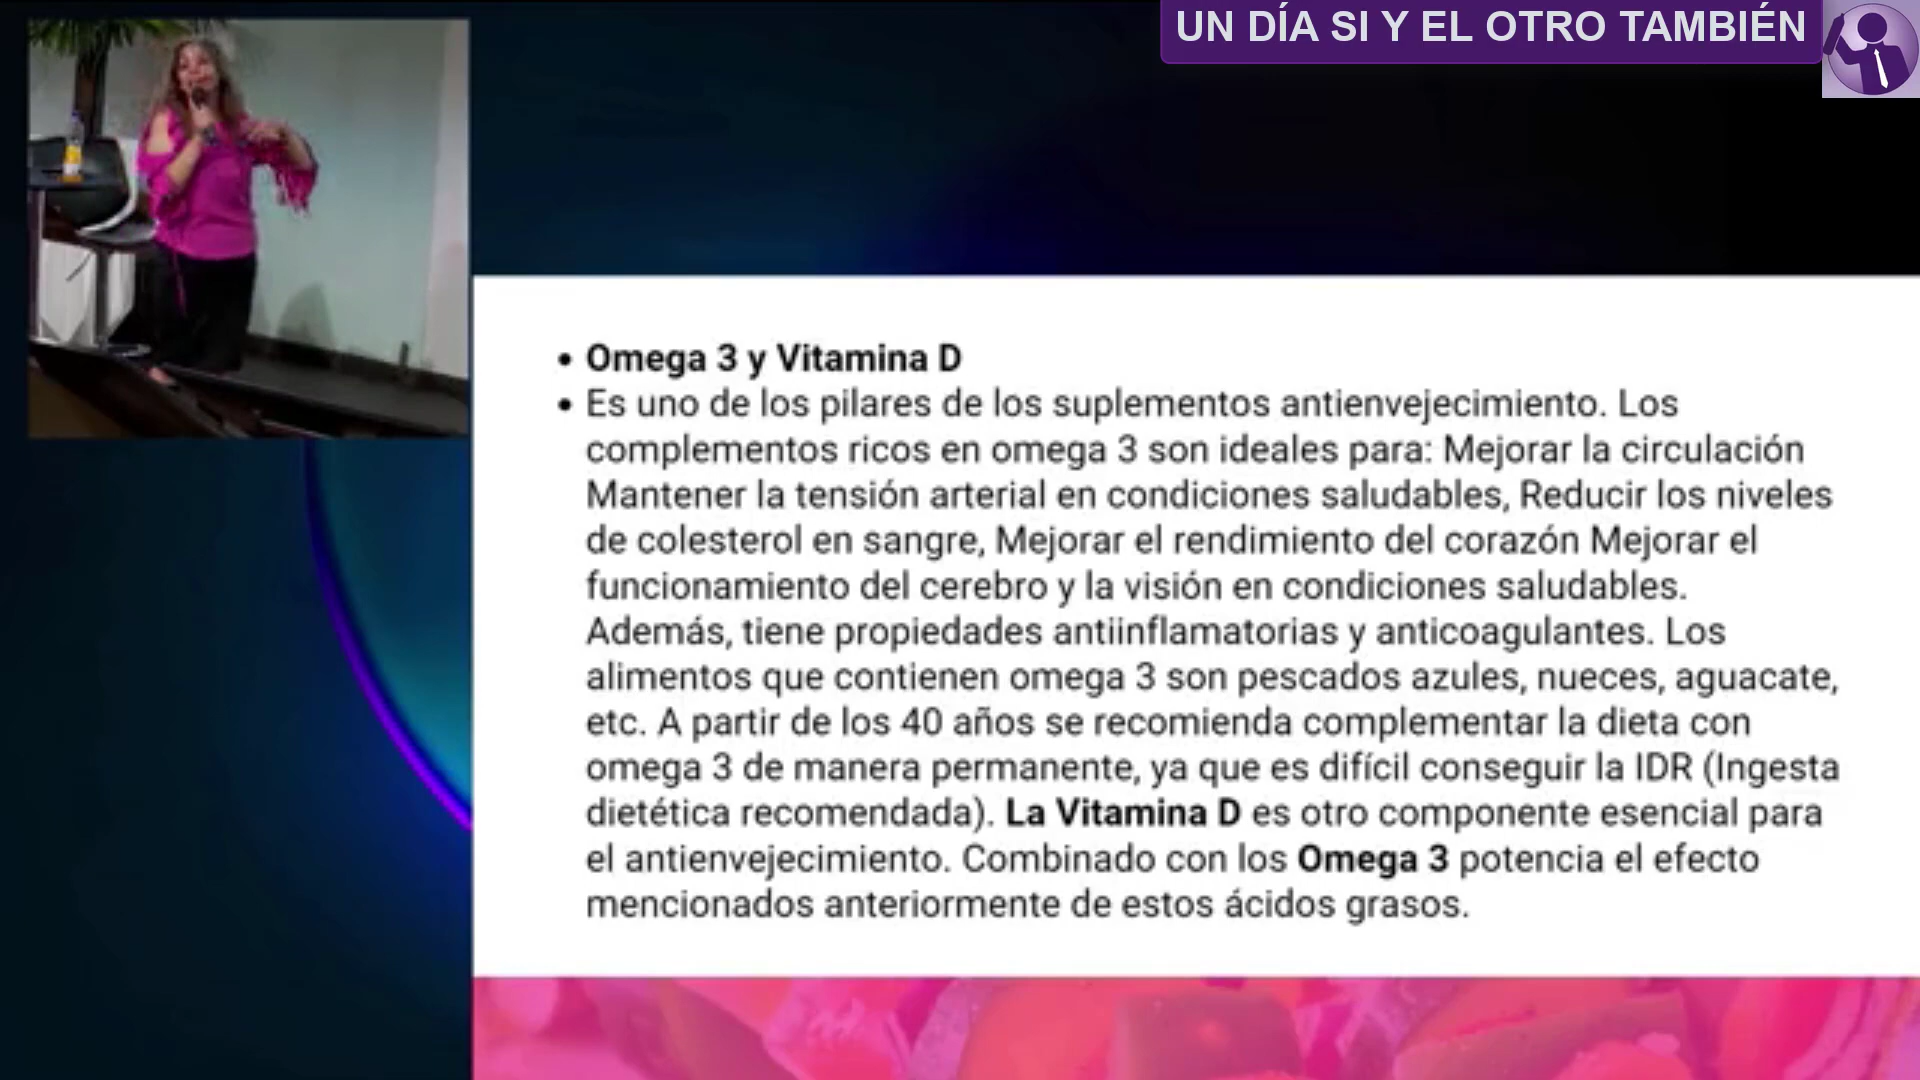 UN DÍA SI Y EL OTRO TAMBIÉN
• Omega 3 y Vitamina D
• Es uno de los pilares de los suplementos antienvejecimiento. Los
complementos ricos en omega 3 son ideales para: Mejorar la circulación
Mantener la tensión arterial en condiciones saludables, Reducir los niveles
de colesterol en sangre, Mejorar el rendimiento del corazón Mejorar el
funcionamiento del cerebro y la visión en condiciones saludables.
Además, tiene propiedades antiinflamatorias y anticoagulantes. Los
alimentos que contienen omega 3 son pescados azules, nueces, aguacate,
etc. A partir de los 40 años se recomienda complementar la dieta con
omega 3 de manera permanente, ya que es difícil conseguir la IDR (Ingesta
dietética recomendada). La Vitamina D es otro componente esencial para
el antienvejecimiento. Combinado con los Omega 3 potencia el efecto
mencionados anteriormente de estos ácidos grasos.